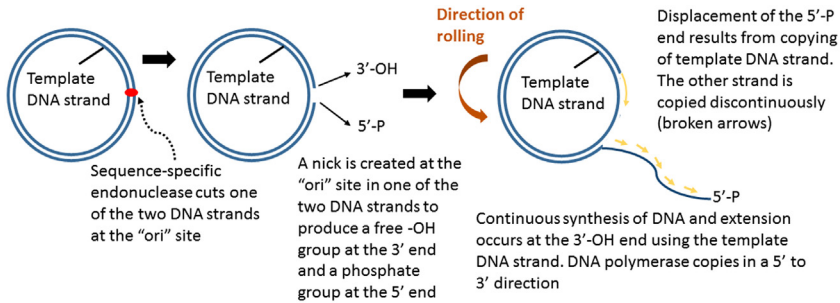 Template
DNA strand
Sequence-specific
endonuclease cuts one
of the two DNA strands
at the “ori” site
Template
DNA strand
3’-OH
5’-P
A nick is created at the
“ori” site in one of the
two DNA strands to
produce a free -OH
group at the 3’ end
and a phosphate
group at the 5’ end
Direction of
rolling
Template
DNA strand
Displacement of the 5’-P
end results from copying
of template DNA strand.
The other strand is
copied discontinuously
(broken arrows)
5’-P
Continuous synthesis of DNA and extension
occurs at the 3’-OH end using the template
DNA strand. DNA polymerase copies in a 5’ to
3’ direction